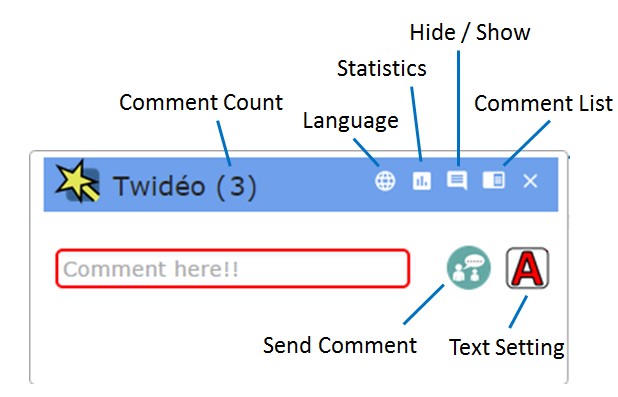 Hide / Show
Statistics
Comment Count
Comment List
Language
Twidéo (3)
Comment here!!
A
Send Comment
Text Setting